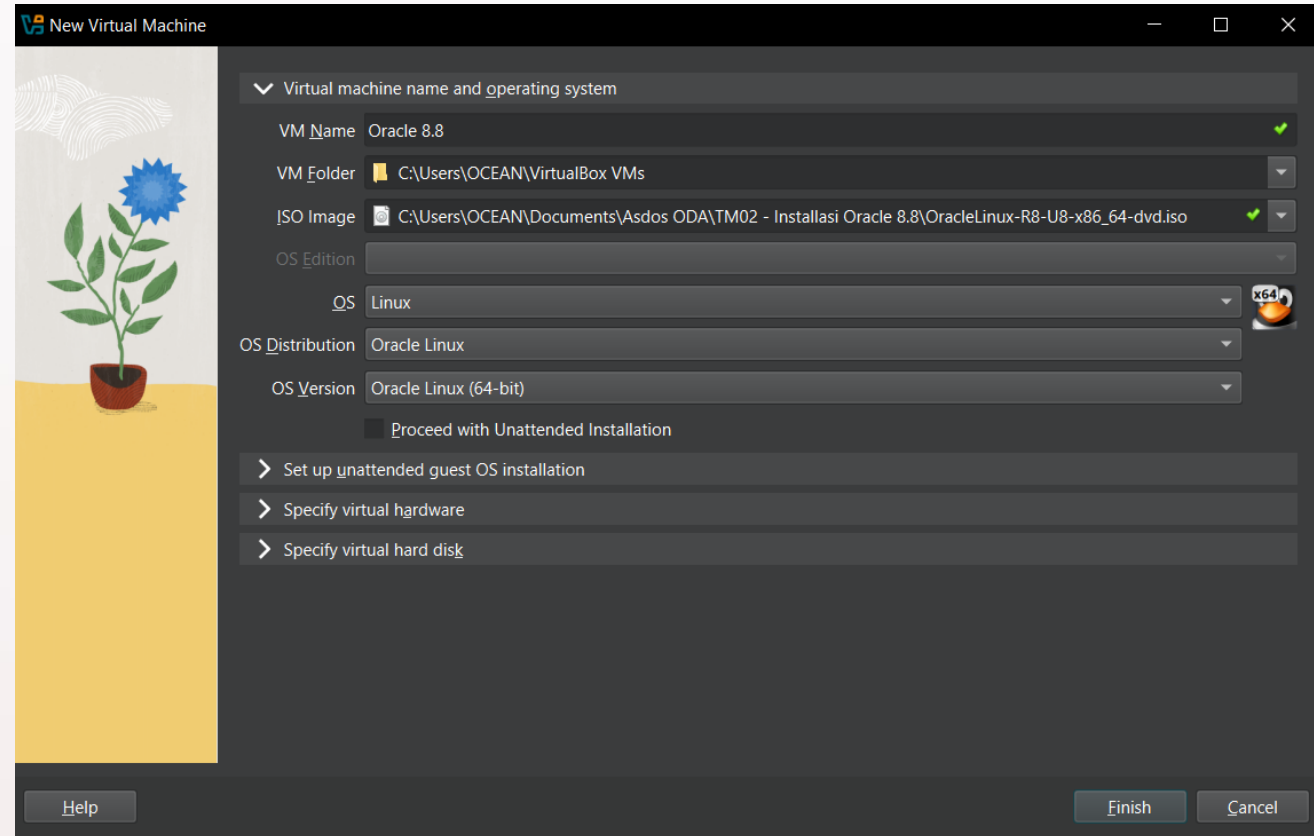 New Virtual Machine
Virtual machine name and operating system
VM Name Oracle 8.8
VM Folder C:\Users\OCEAN\VirtualBox VMs
ISO Image C:\Users\OCEAN\Documents\Asdos ODA\TM02 - Installasi Oracle 8.8\OracleLinux-R8-U8-x86_64-dvd.iso
OS Edition
OS Linux x64
OS Distribution Oracle Linux
OS Version Oracle Linux (64-bit)
Proceed with Unattended Installation
Set up unattended guest OS installation
Specify virtual hardware
Specify virtual hard disk
Help Finish Cancel